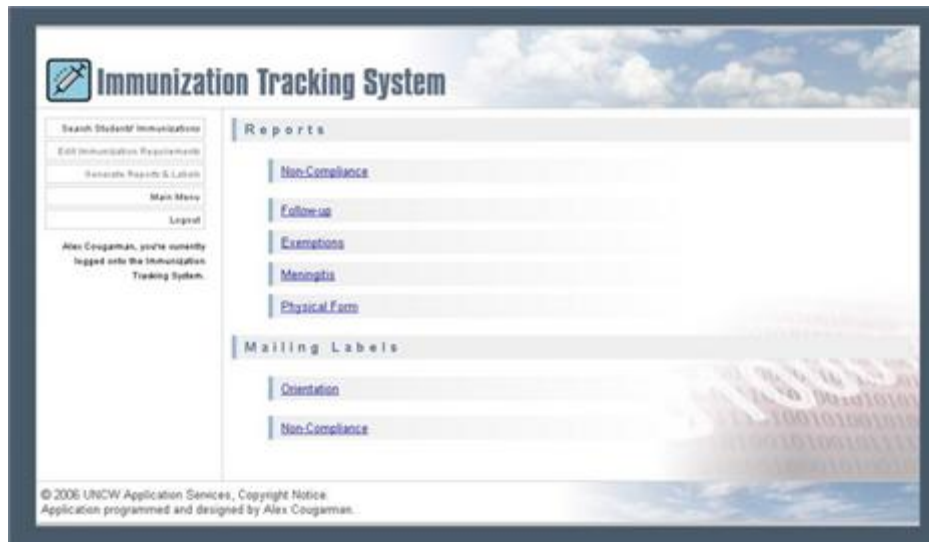 Immunization Tracking System
Search Students' Immunizations
Edit Immunization Requirements
Generate Reports & Labels
Main Menu
Logout
Alex Cougarman, you're currently
logged onto the Immunization
Tracking System.
Reports
Non-Compliance
Follow-up
Exemptions
Meningitis
Physical Form
Mailing Labels
Orientation
Non-Compliance
© 2006 UNCW Application Services, Copyright Notice.
Application programmed and designed by Alex Cougarman.